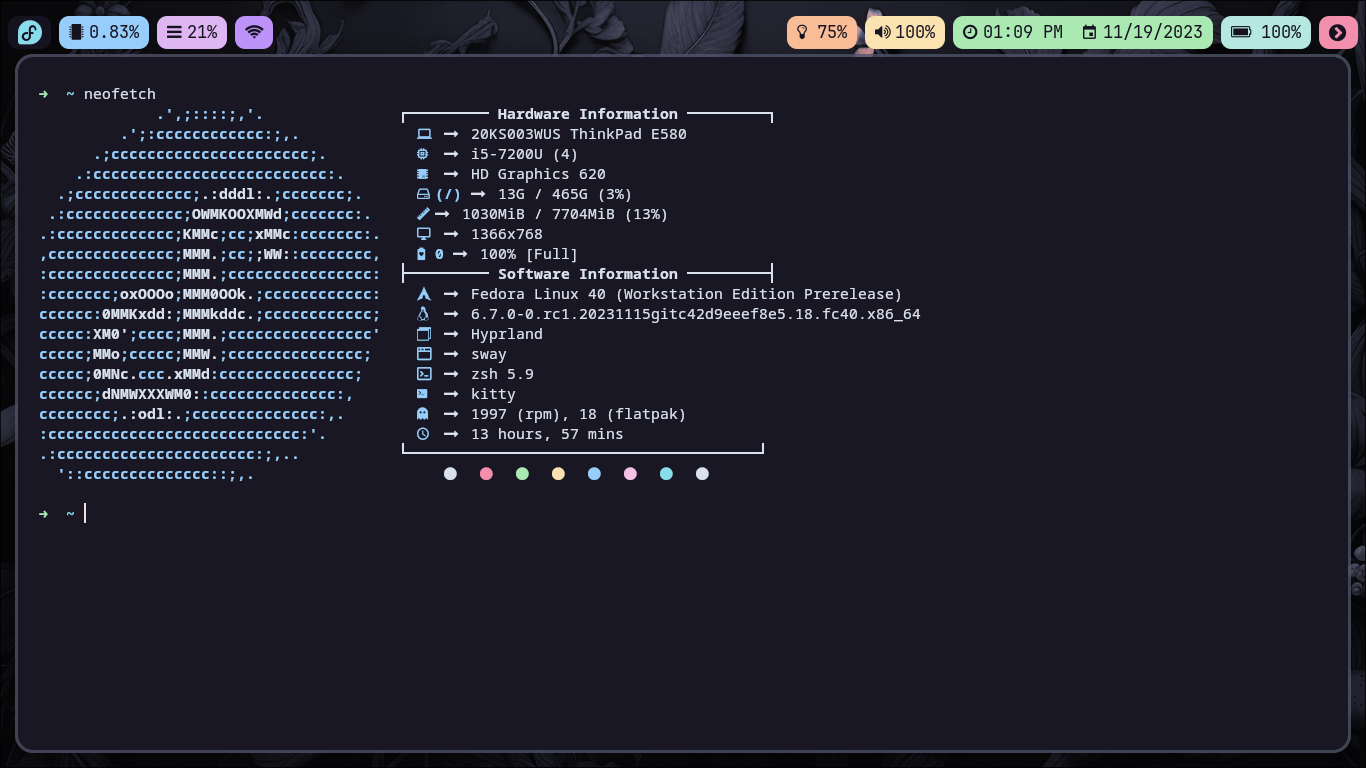 0.83% 21% 75% 100% 01:09 PM 11/19/2023 100%
➜ ~ neofetch
.',;::::;,'. Hardware Information
.';:cccccccccccc:;,. 20KS003WUS ThinkPad E580
.;cccccccccccccccccccccc;. i5-7200U (4)
.:cccccccccccccccccccccccccc:. HD Graphics 620
.;ccccccccccccc;.:dddl:.;ccccccc;. (/) 13G / 465G (3%)
.:ccccccccccccc;OWMKOOXMWd;ccccccc:. 1030MiB / 7704MiB (13%)
.:ccccccccccccc;KMMc;cc;xMMc:ccccccc:. 1366x768
,cccccccccccccc;MMM.;cc;;WW::cccccccc, 0 100% [Full]
:cccccccccccccc;MMM.;cccccccccccccccc: Software Information
:ccccccc;oxOOOo;MMM0OOk.;cccccccccccc: Fedora Linux 40 (Workstation Edition Prerelease)
cccccc:0MMKxdd:;MMMkddc.;cccccccccccc; 6.7.0-0.rc1.20231115gitc42d9eeef8e5.18.fc40.x86_64
ccccc:XM0';cccc;MMM.;cccccccccccccccc' Hyprland
ccccc;MMo;ccccc;MMW.;ccccccccccccccc; sway
ccccc;0MNc.ccc.xMMd:ccccccccccccccc; zsh 5.9
cccccc;dNMWXXXWM0::cccccccccccccc:, kitty
cccccccc;.:odl:.;cccccccccccccc:,. 1997 (rpm), 18 (flatpak)
:cccccccccccccccccccccccccccc:'. 13 hours, 57 mins
.:cccccccccccccccccccccc:;,..
'::cccccccccccccc::;,.
➜ ~